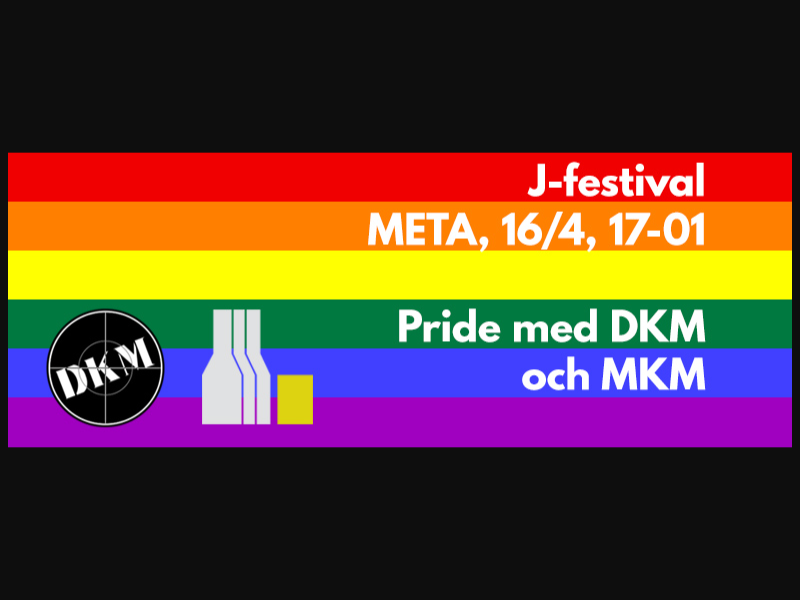 J-festival
META, 16/4, 17-01
Pride med DKM
och MKM
DKM